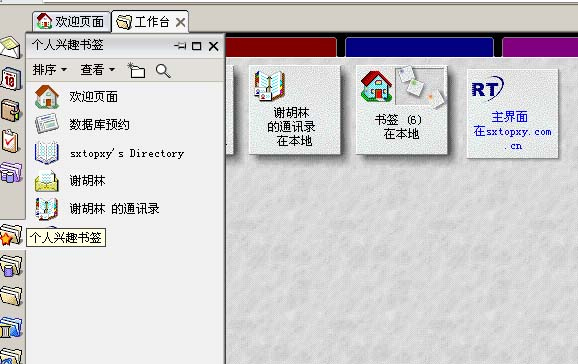 欢迎页面
工作台
个人兴趣书签
排序
查看
欢迎页面
数据库预约
sxtopxy's Directory
谢胡林
谢胡林 的通讯录
个人兴趣书签
谢胡林
的通讯录
在本地
书签 (6)
在本地
RT
主界面
在sxtopxy.com
.cn